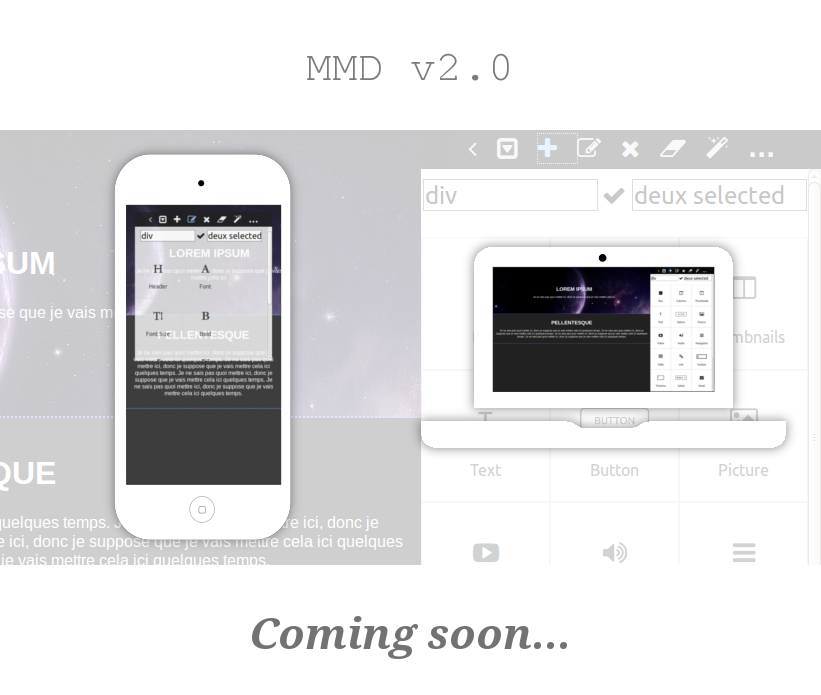 MMD v2.0
div
deux selected
SUM
se que je vais m
mbnails
QUE
quelques temps. J
re ici, donc je
e ici, donc je suppose que je vais mettre cela ici quelques
je vais mettre cela ici quelques temps.
div
deux selected
LOREM IPSUM
Header
Font
Font Size
Bold
PELLENTESQUE
mettre ici, donc je suppose que je vais mettre cela ici
quelques temps. Je ne sais pas quoi mettre ici, donc je
suppose que je vais mettre cela ici quelques temps. Je ne
sais pas quoi mettre ici, donc je suppose que je vais
mettre cela ici quelques temps.
LOREM IPSUM
PELLENTESQUE
BUTTON
Text
Button
Picture
Coming soon...